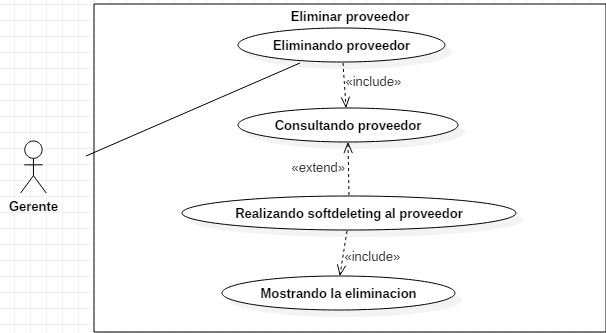 Eliminar proveedor
Eliminando proveedor
«include»
Consultando proveedor
«extend»
Gerente
Realizando softdeleting al proveedor
«include»
Mostrando la eliminacion